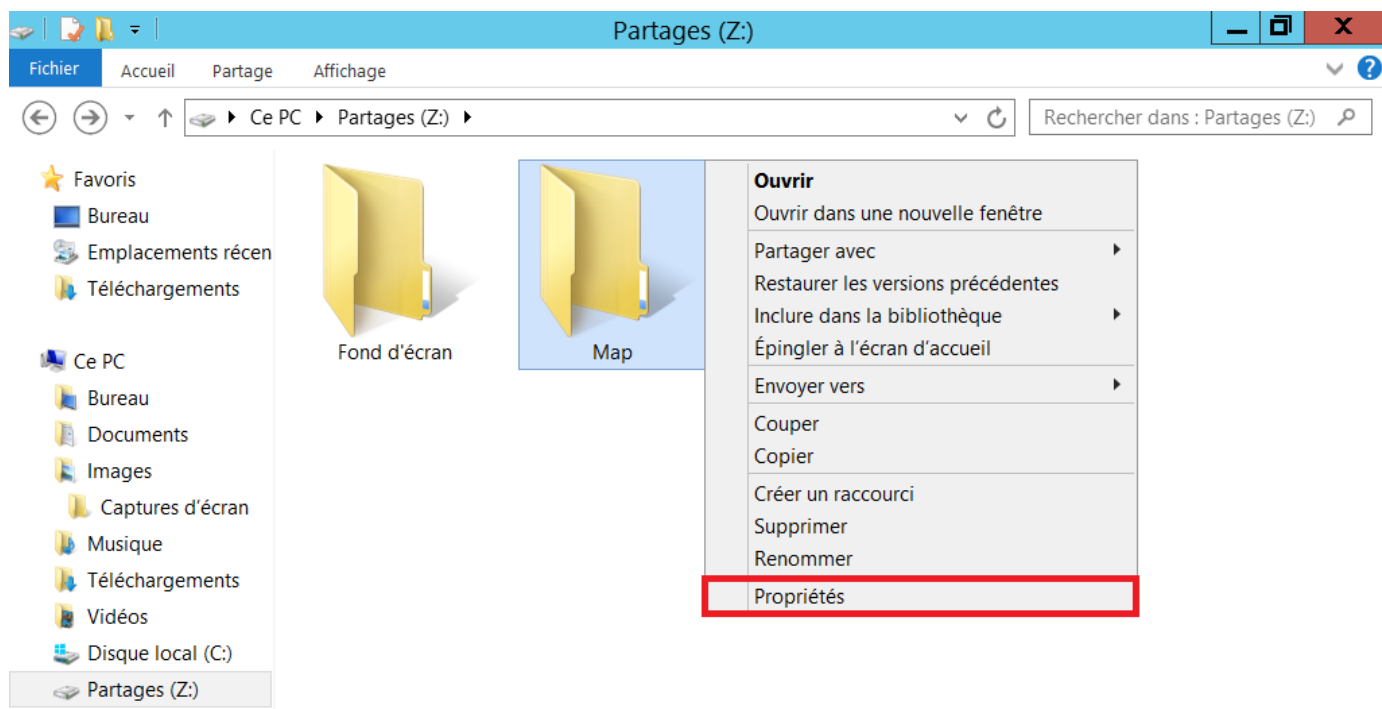 Partages (Z:)
Fichier Accueil Partage Affichage
Ce PC Partages (Z:)
Rechercher dans : Partages (Z:)
Favoris
Bureau
Emplacements récen
Téléchargements
Ce PC
Bureau
Documents
Images
Captures d'écran
Musique
Téléchargements
Vidéos
Disque local (C:)
Partages (Z:)
Fond d'écran
Map
Ouvrir
Ouvrir dans une nouvelle fenêtre
Partager avec
Restaurer les versions précédentes
Inclure dans la bibliothèque
Épingler à l'écran d'accueil
Envoyer vers
Couper
Copier
Créer un raccourci
Supprimer
Renommer
Propriétés